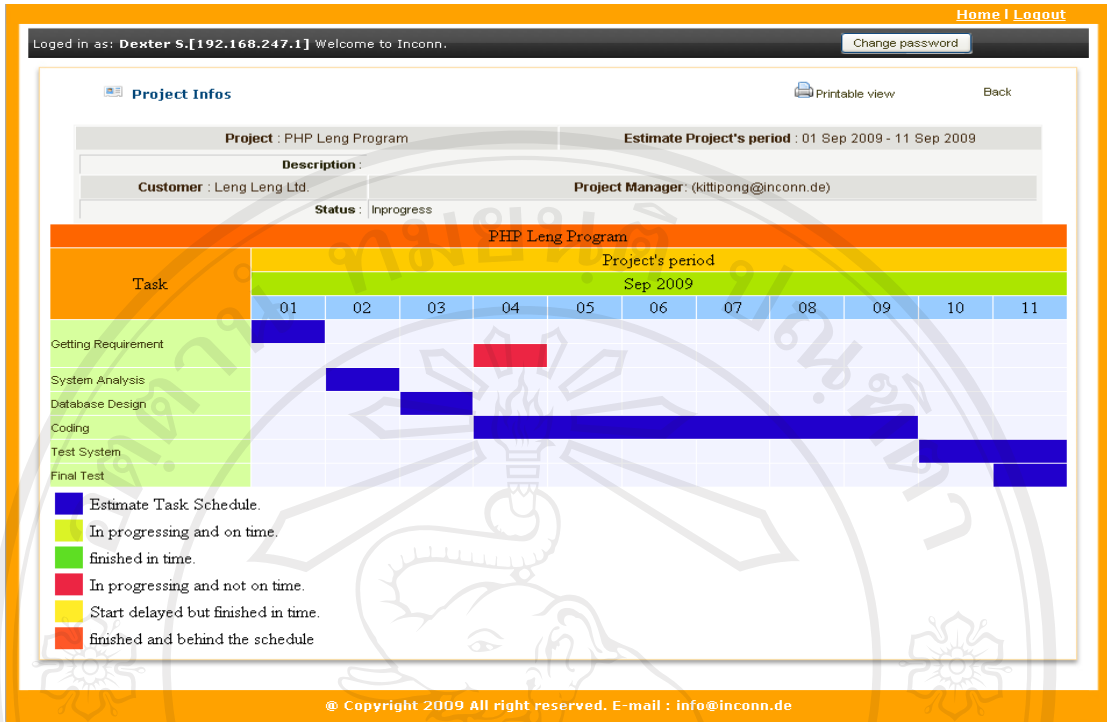 Home | Logout
Loged in as: Dexter S.[192.168.247.1] Welcome to Inconn. Change password
Project Infos Printable view Back
Project : PHP Leng Program Estimate Project's period : 01 Sep 2009 - 11 Sep 2009
Description :
Customer : Leng Leng Ltd. Project Manager: (kittipong@inconn.de)
Status : Inprogress
PHP Leng Program
Task Project's period
Sep 2009
01 02 03 04 05 06 07 08 09 10 11
Getting Requirement
System Analysis
Database Design
Coding
Test System
Final Test
Estimate Task Schedule.
In progressing and on time.
finished in time.
In progressing and not on time.
Start delayed but finished in time.
finished and behind the schedule
@ Copyright 2009 All right reserved. E-mail : info@inconn.de